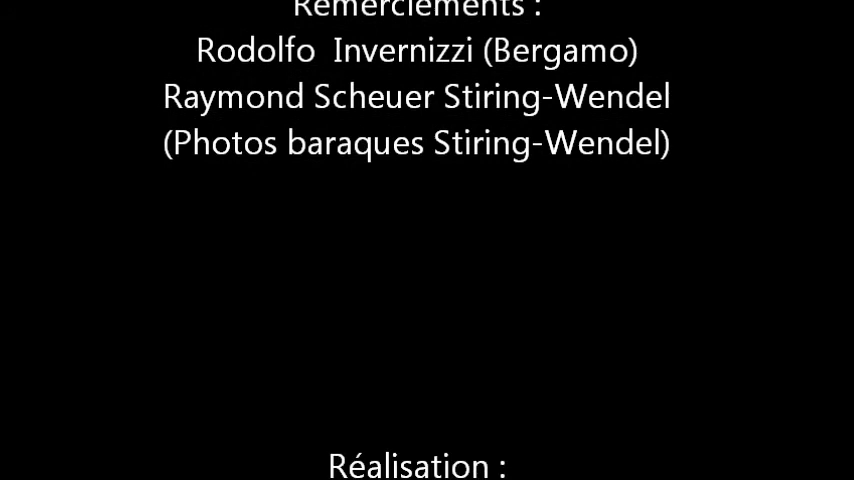 Remerciements :
Rodolfo  Invernizzi (Bergamo)
Raymond Scheuer Stiring-Wendel
(Photos baraques Stiring-Wendel)
Réalisation :